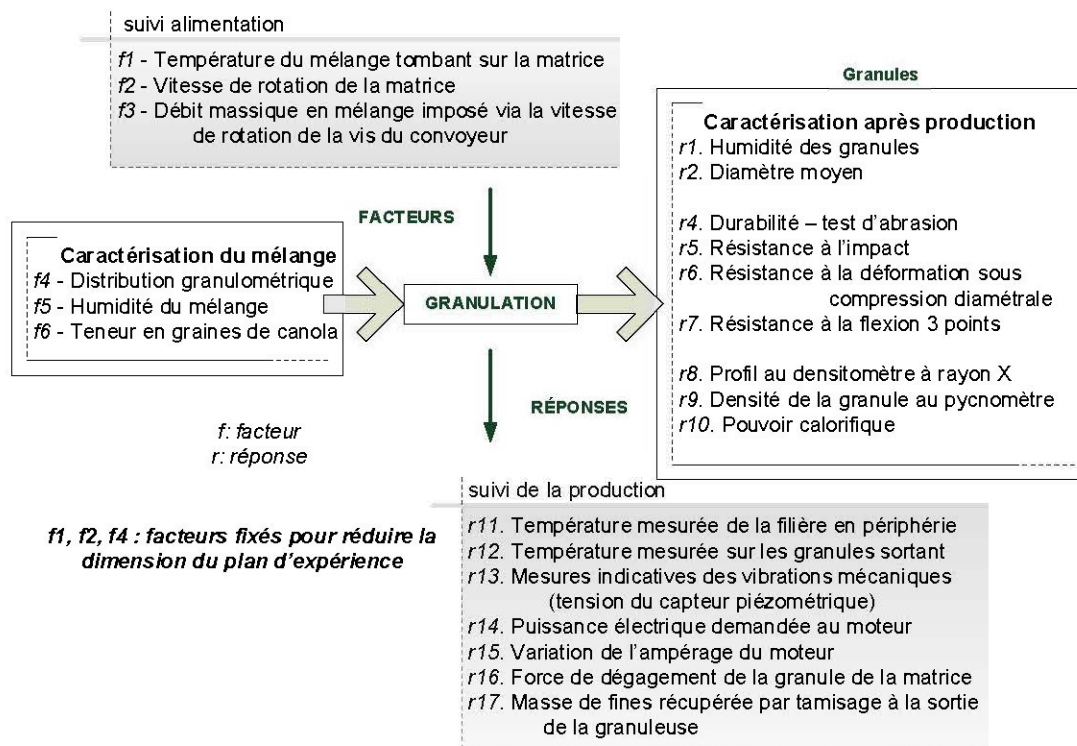 suivi alimentation
f1 - Température du mélange tombant sur la matrice
f2 - Vitesse de rotation de la matrice
f3 - Débit massique en mélange imposé via la vitesse
de rotation de la vis du convoyeur
Granules
Caractérisation après production
r1. Humidité des granules
r2. Diamètre moyen
r4. Durabilité – test d'abrasion
r5. Résistance à l'impact
r6. Résistance à la déformation sous
compression diamétrale
r7. Résistance à la flexion 3 points
r8. Profil au densitomètre à rayon X
r9. Densité de la granule au pycnomètre
r10. Pouvoir calorifique
FACTEURS
Caractérisation du mélange
f4 - Distribution granulométrique
f5 - Humidité du mélange
f6 - Teneur en graines de canola
GRANULATION
RÉPONSES
f: facteur
r: réponse
f1, f2, f4 : facteurs fixés pour réduire la
dimension du plan d'expérience
suivi de la production
r11. Température mesurée de la filière en périphérie
r12. Température mesurée sur les granules sortant
r13. Mesures indicatives des vibrations mécaniques
(tension du capteur piézométrique)
r14. Puissance électrique demandée au moteur
r15. Variation de l'ampérage du moteur
r16. Force de dégagement de la granule de la matrice
r17. Masse de fines récupérée par tamisage à la sortie
de la granuleuse